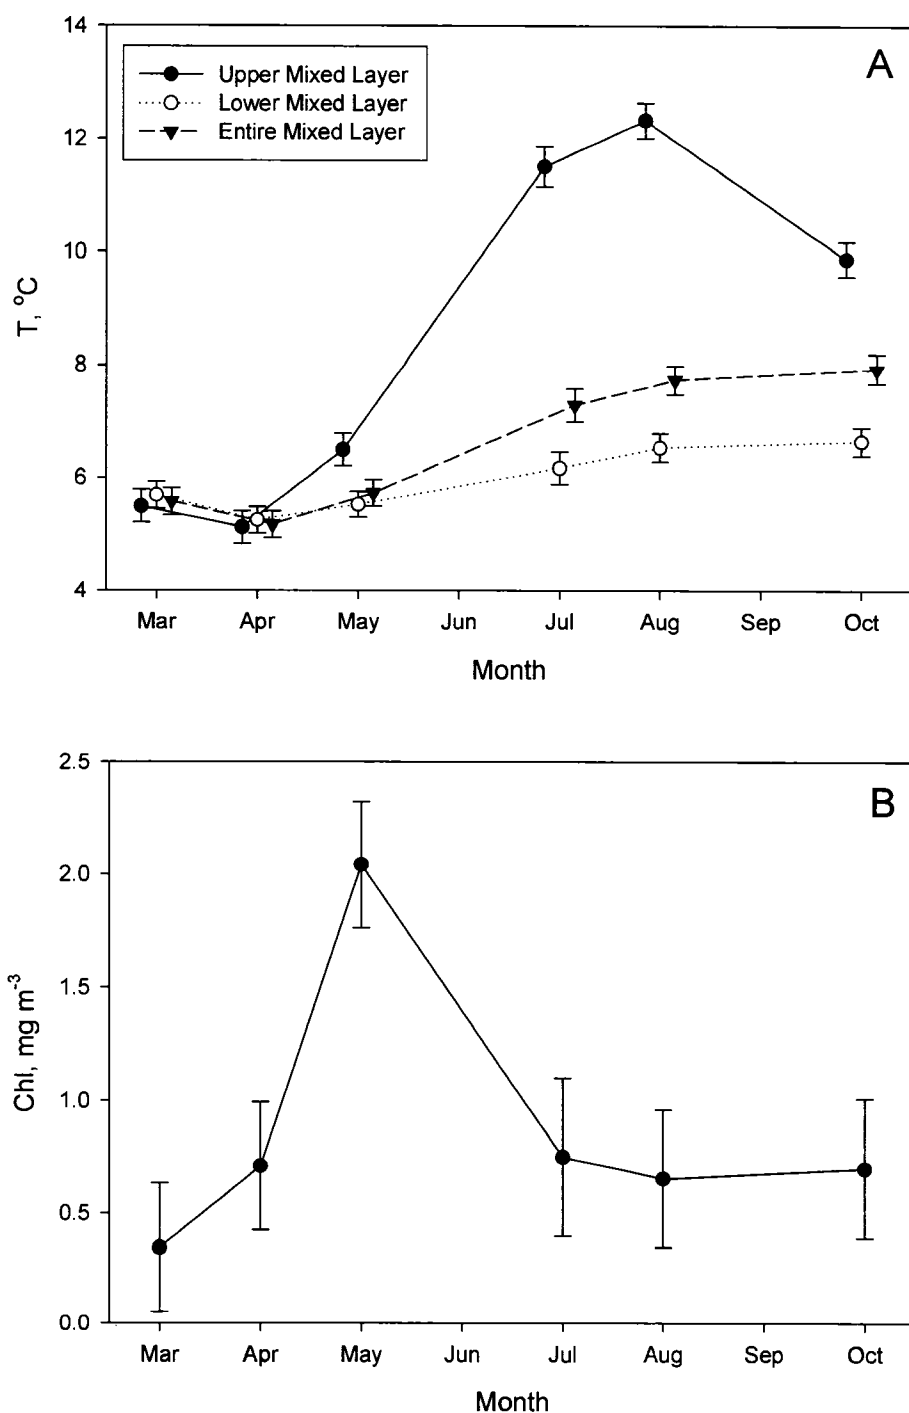 14
12
10
8
6
4
T, °C
Upper Mixed Layer
Lower Mixed Layer
Entire Mixed Layer
A
Mar Apr May Jun Jul Aug Sep Oct
Month
2.5
2.0
1.5
1.0
0.5
0.0
Chl, mg m⁻³
B
Mar Apr May Jun Jul Aug Sep Oct
Month